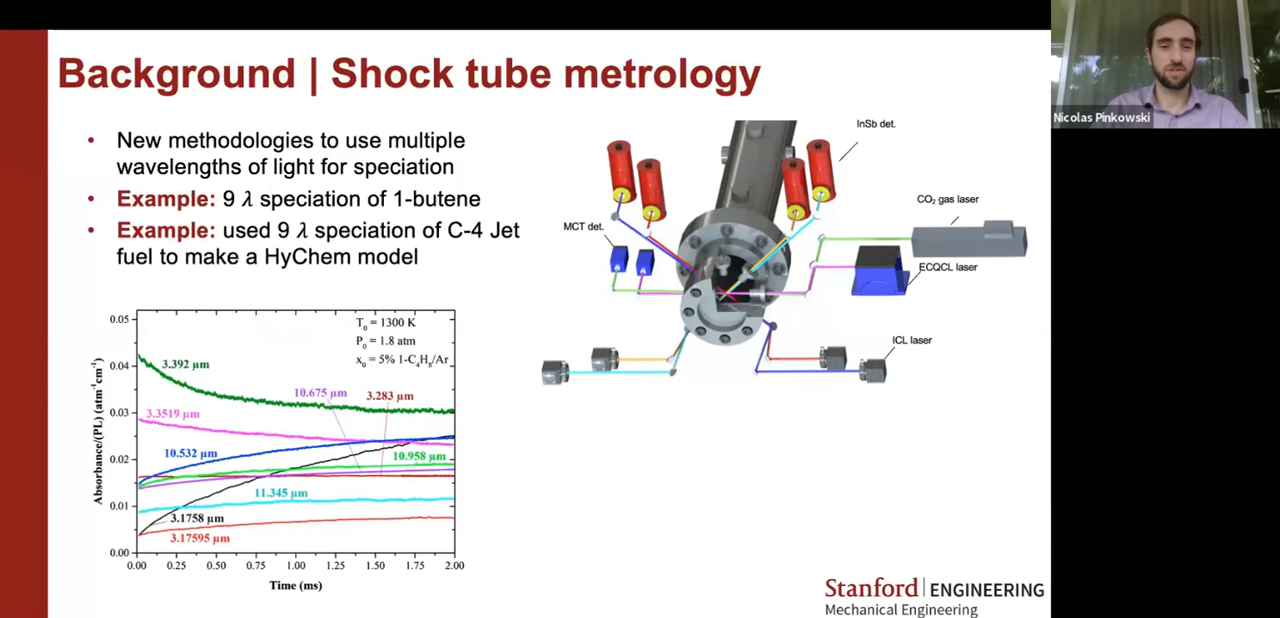 Background | Shock tube metrology
• New methodologies to use multiple
wavelengths of light for speciation
• Example: 9 λ speciation of 1-butene
• Example: used 9 λ speciation of C-4 Jet
fuel to make a HyChem model
Nicolas Pinkowski
InSb det.
MCT det.
CO₂ gas laser
ECQCL laser
ICL laser
T₀ = 1300 K
P₀ = 1.8 atm
x₀ = 5% 1-C₄H₈/Ar
3.392 μm
10.675 μm
3.283 μm
3.3519 μm
10.532 μm
10.958 μm
11.345 μm
3.1758 μm
3.17595 μm
Absorbance/(PL) (atm⁻¹cm⁻¹)
0.05
0.04
0.03
0.02
0.01
0.00
0.00 0.25 0.50 0.75 1.00 1.25 1.50 1.75 2.00
Time (ms)
Stanford | ENGINEERING
Mechanical Engineering